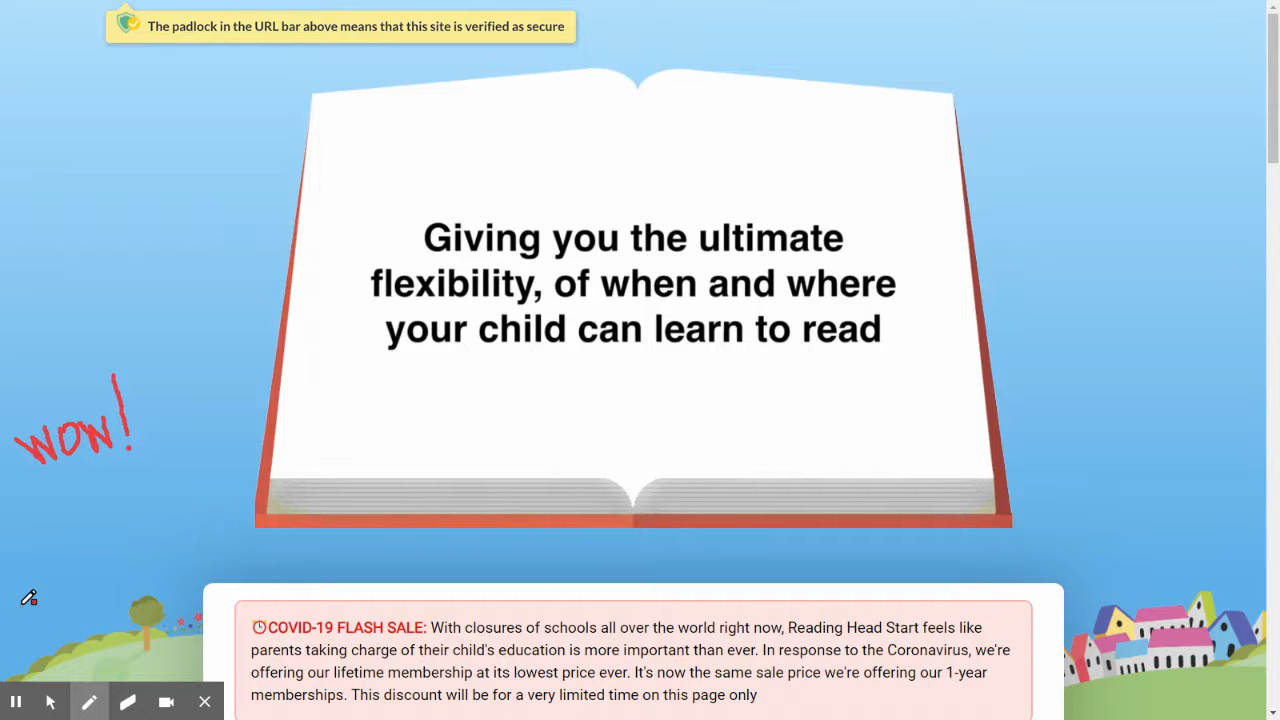 The padlock in the URL bar above means that this site is verified as secure
Giving you the ultimate
flexibility, of when and where
your child can learn to read
wow!
COVID-19 FLASH SALE: With closures of schools all over the world right now, Reading Head Start feels like
parents taking charge of their child's education is more important than ever. In response to the Coronavirus, we're
offering our lifetime membership at its lowest price ever. It's now the same sale price we're offering our 1-year
memberships. This discount will be for a very limited time on this page only